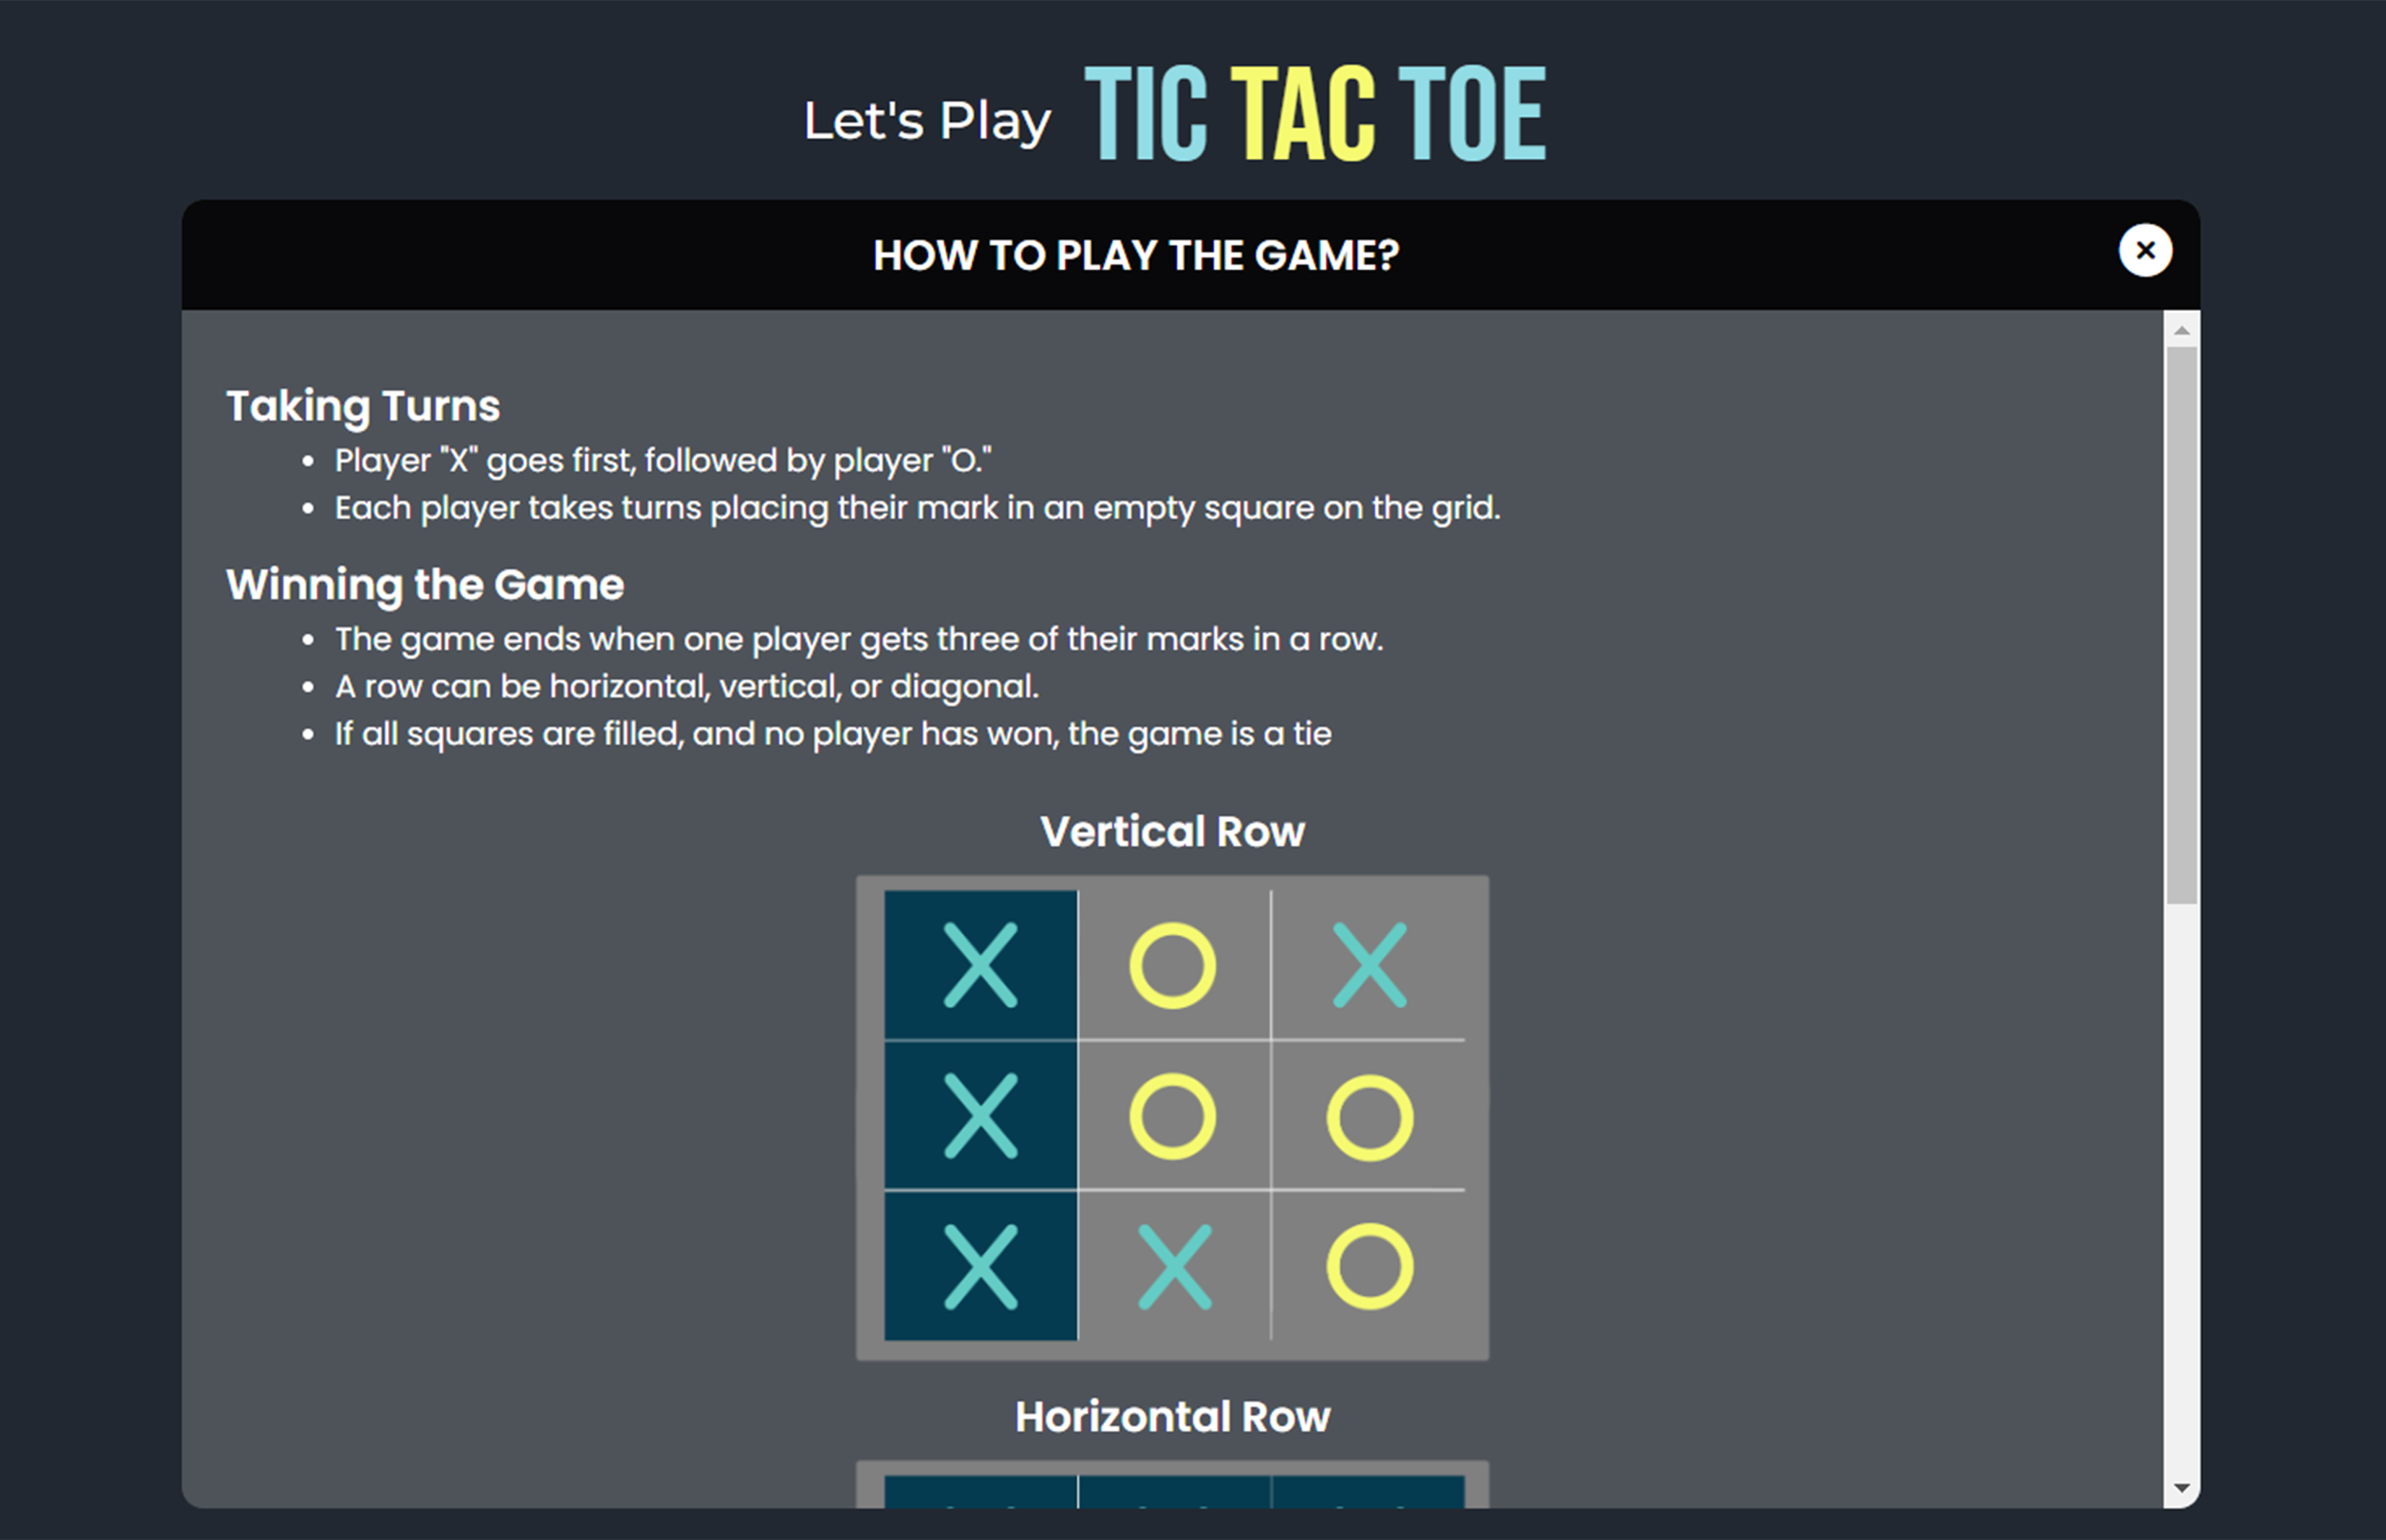 Let's Play TIC TAC TOE
HOW TO PLAY THE GAME?
Taking Turns
• Player "X" goes first, followed by player "O."
• Each player takes turns placing their mark in an empty square on the grid.
Winning the Game
• The game ends when one player gets three of their marks in a row.
• A row can be horizontal, vertical, or diagonal.
• If all squares are filled, and no player has won, the game is a tie
Vertical Row
X O X
X O O
X X O
Horizontal Row